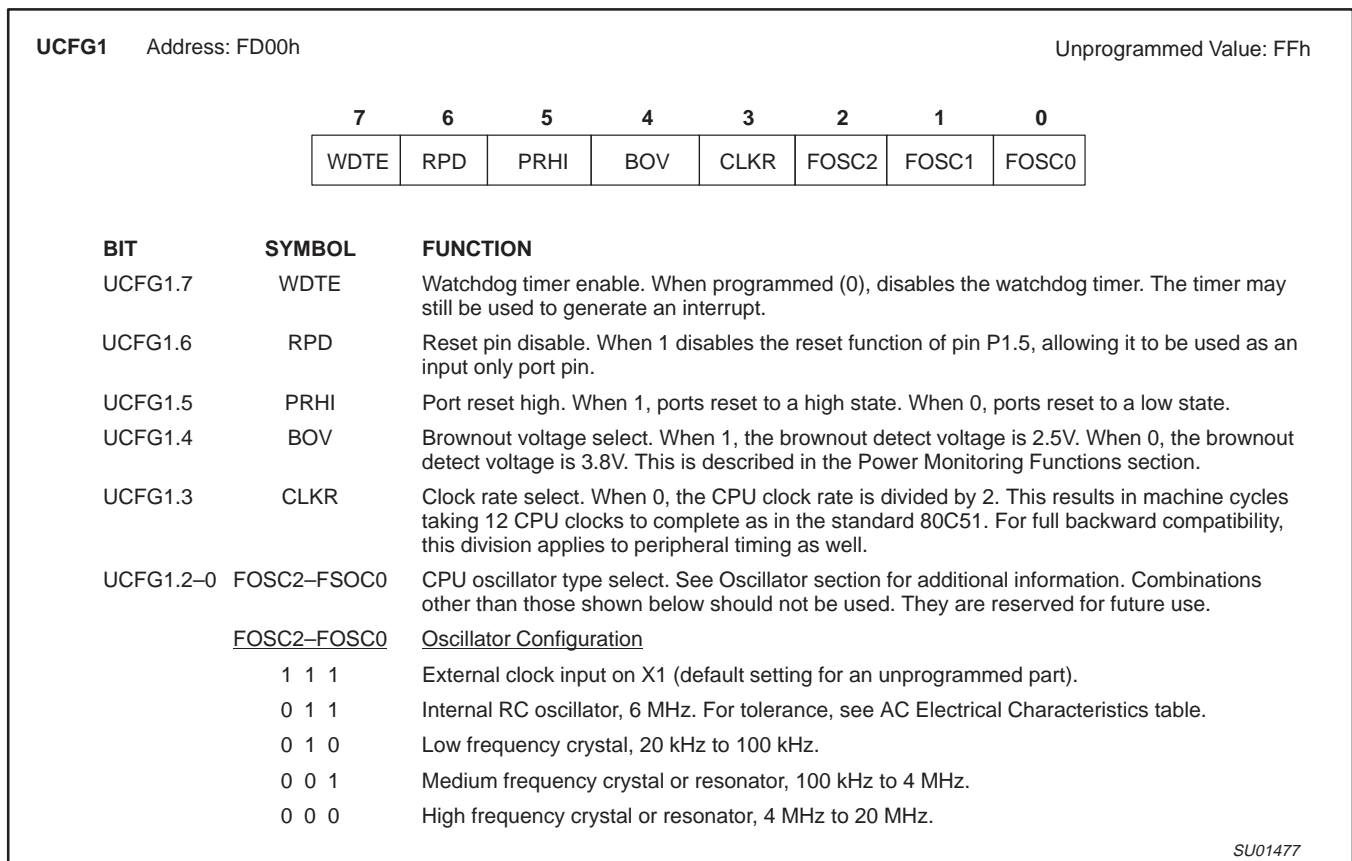 UCFG1 Address: FD00h Unprogrammed Value: FFh
7 6 5 4 3 2 1 0
WDTE RPD PRHI BOV CLKR FOSC2 FOSC1 FOSC0
BIT SYMBOL FUNCTION
UCFG1.7 WDTE Watchdog timer enable. When programmed (0), disables the watchdog timer. The timer may
still be used to generate an interrupt.
UCFG1.6 RPD Reset pin disable. When 1 disables the reset function of pin P1.5, allowing it to be used as an
input only port pin.
UCFG1.5 PRHI Port reset high. When 1, ports reset to a high state. When 0, ports reset to a low state.
UCFG1.4 BOV Brownout voltage select. When 1, the brownout detect voltage is 2.5V. When 0, the brownout
detect voltage is 3.8V. This is described in the Power Monitoring Functions section.
UCFG1.3 CLKR Clock rate select. When 0, the CPU clock rate is divided by 2. This results in machine cycles
taking 12 CPU clocks to complete as in the standard 80C51. For full backward compatibility,
this division applies to peripheral timing as well.
UCFG1.2–0 FOSC2–FSOC0 CPU oscillator type select. See Oscillator section for additional information. Combinations
other than those shown below should not be used. They are reserved for future use.
FOSC2–FOSC0 Oscillator Configuration
1 1 1 External clock input on X1 (default setting for an unprogrammed part).
0 1 1 Internal RC oscillator, 6 MHz. For tolerance, see AC Electrical Characteristics table.
0 1 0 Low frequency crystal, 20 kHz to 100 kHz.
0 0 1 Medium frequency crystal or resonator, 100 kHz to 4 MHz.
0 0 0 High frequency crystal or resonator, 4 MHz to 20 MHz.
SU01477